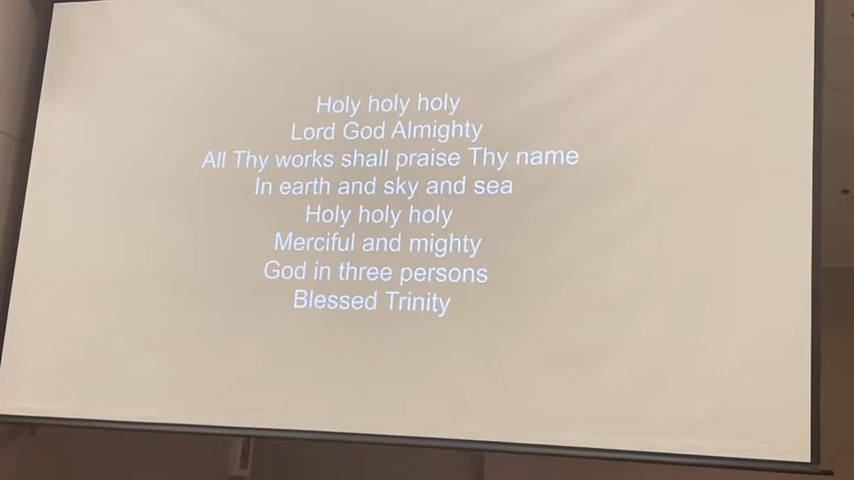 Holy holy holy
Lord God Almighty
All Thy works shall praise Thy name
In earth and sky and sea
Holy holy holy
Merciful and mighty
God in three persons
Blessed Trinity